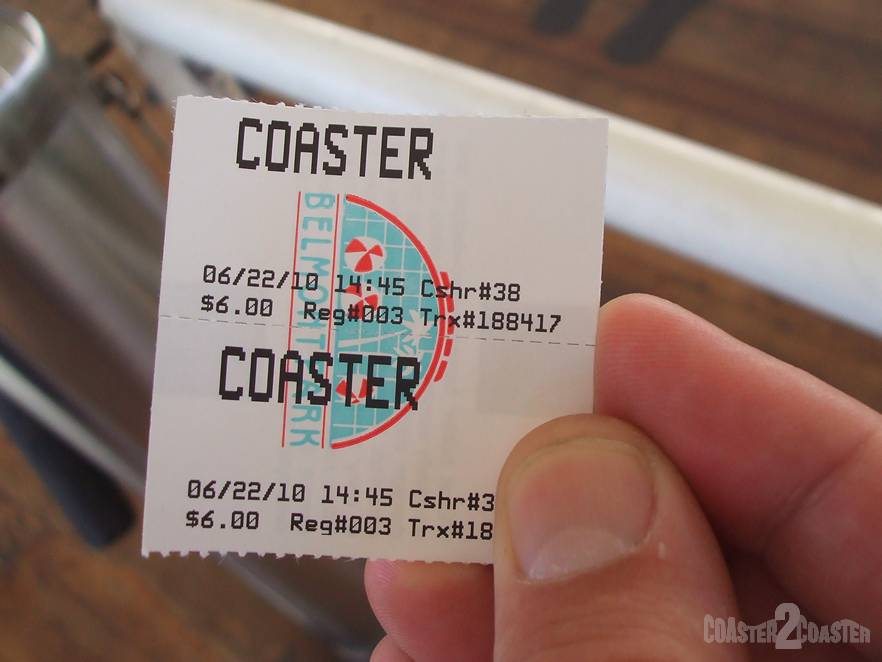 COASTER
BELMONT PARK
06/22/10 14:45 Cshr#38
$6.00 Reg#003 Trx#188417
COASTER
06/22/10 14:45 Cshr#3
$6.00 Reg#003 Trx#18
COASTER2COASTER